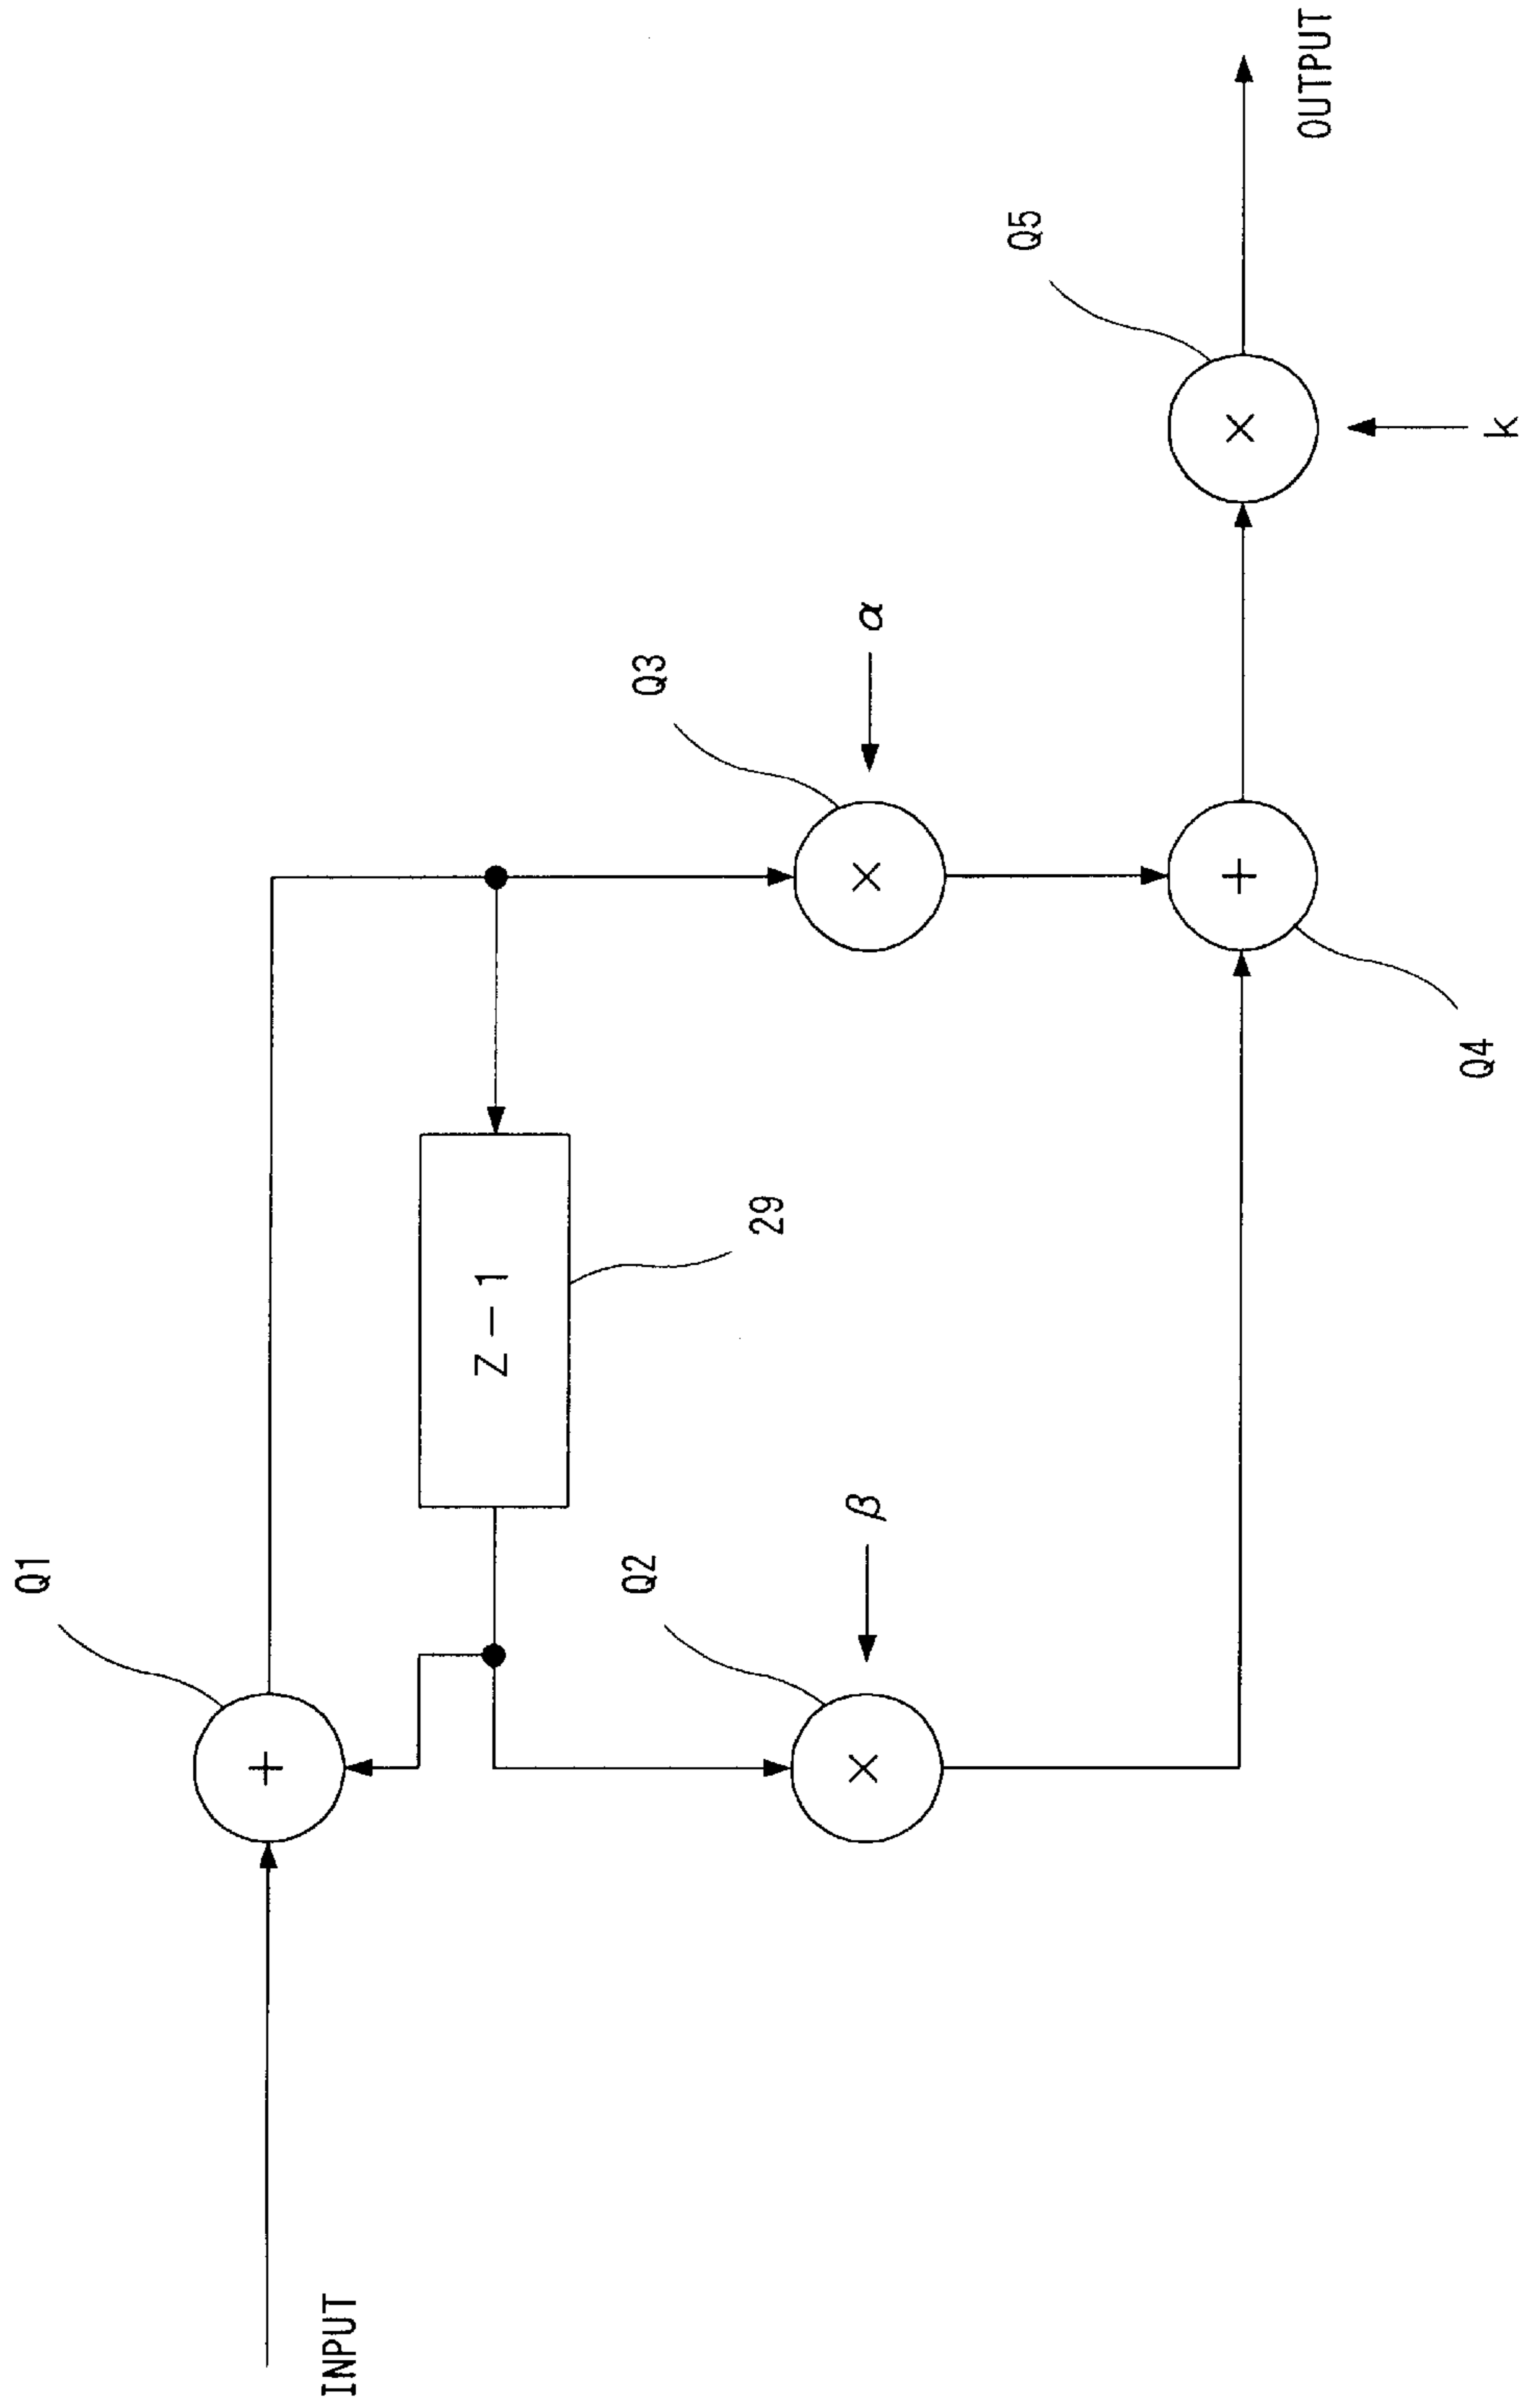 INPUT
Q1
+
Z-1
29
Q2
×
β
Q3
×
α
Q4
+
Q5
×
k
OUTPUT